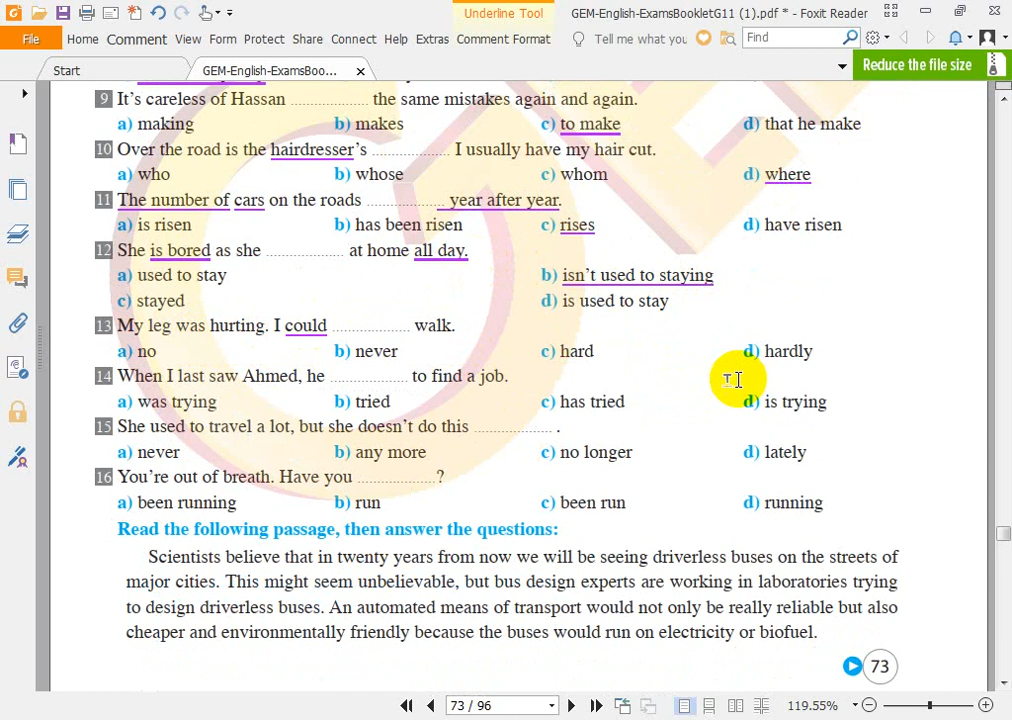 Underline Tool
GEM-English-ExamsBookletG11 (1).pdf * - Foxit Reader
File Home Comment View Form Protect Share Connect Help Extras Comment Format Tell me what you Find
Start GEM-English-ExamsBoo... Reduce the file size
9 It's careless of Hassan ................... the same mistakes again and again.
a) making b) makes c) to make d) that he make
10 Over the road is the hairdresser's ................... I usually have my hair cut.
a) who b) whose c) whom d) where
11 The number of cars on the roads ................... year after year.
a) is risen b) has been risen c) rises d) have risen
12 She is bored as she ................... at home all day.
a) used to stay b) isn't used to staying
c) stayed d) is used to stay
13 My leg was hurting. I could ................... walk.
a) no b) never c) hard d) hardly
14 When I last saw Ahmed, he ................... to find a job.
a) was trying b) tried c) has tried d) is trying
15 She used to travel a lot, but she doesn't do this ................... .
a) never b) any more c) no longer d) lately
16 You're out of breath. Have you ...................?
a) been running b) run c) been run d) running
Read the following passage, then answer the questions:
Scientists believe that in twenty years from now we will be seeing driverless buses on the streets of
major cities. This might seem unbelievable, but bus design experts are working in laboratories trying
to design driverless buses. An automated means of transport would not only be really reliable but also
cheaper and environmentally friendly because the buses would run on electricity or biofuel.
73
73 / 96 119.55%